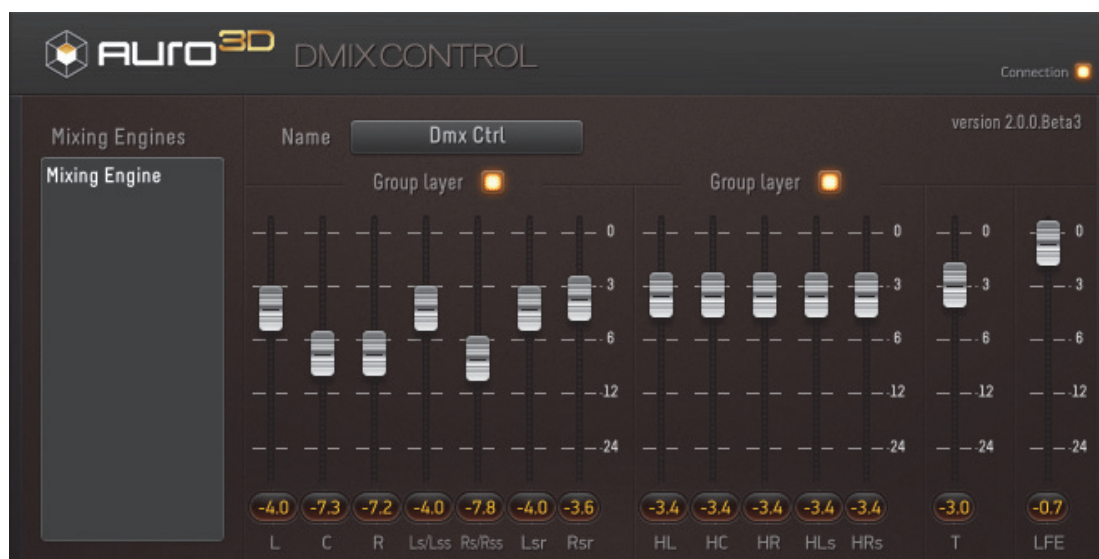 AURO 3D DMIX CONTROL
Connection
version 2.0.0.Beta3
Mixing Engines
Mixing Engine
Name Dmx Ctrl
Group layer Group layer
0 0 0 0
3 3 3 3
6 6 6 6
12 12 12 12
24 24 24 24
-4.0 -7.3 -7.2 -4.0 -7.8 -4.0 -3.6 -3.4 -3.4 -3.4 -3.4 -3.4 -3.0 -0.7
L C R Ls/Lss Rs/Rss Lsr Rsr HL HC HR HLs HRs T LFE